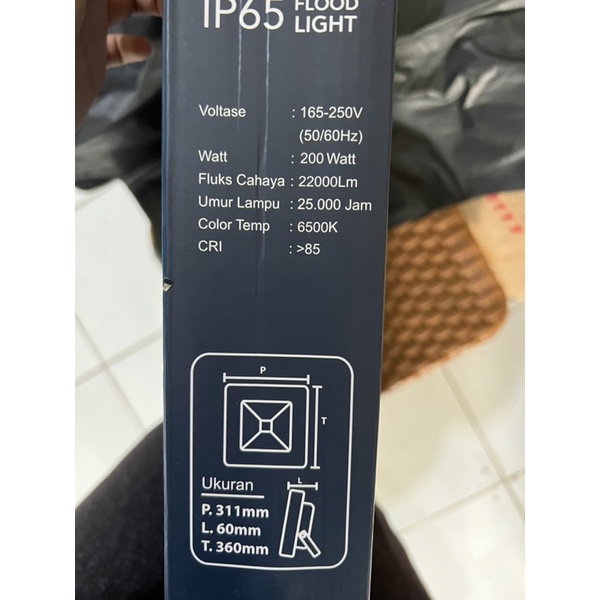 IP65 FLOOD
LIGHT
Voltase : 165-250V
(50/60Hz)
Watt : 200 Watt
Fluks Cahaya : 22000Lm
Umur Lampu : 25.000 Jam
Color Temp : 6500K
CRI : >85
P
T
L
Ukuran
P. 311mm
L. 60mm
T. 360mm